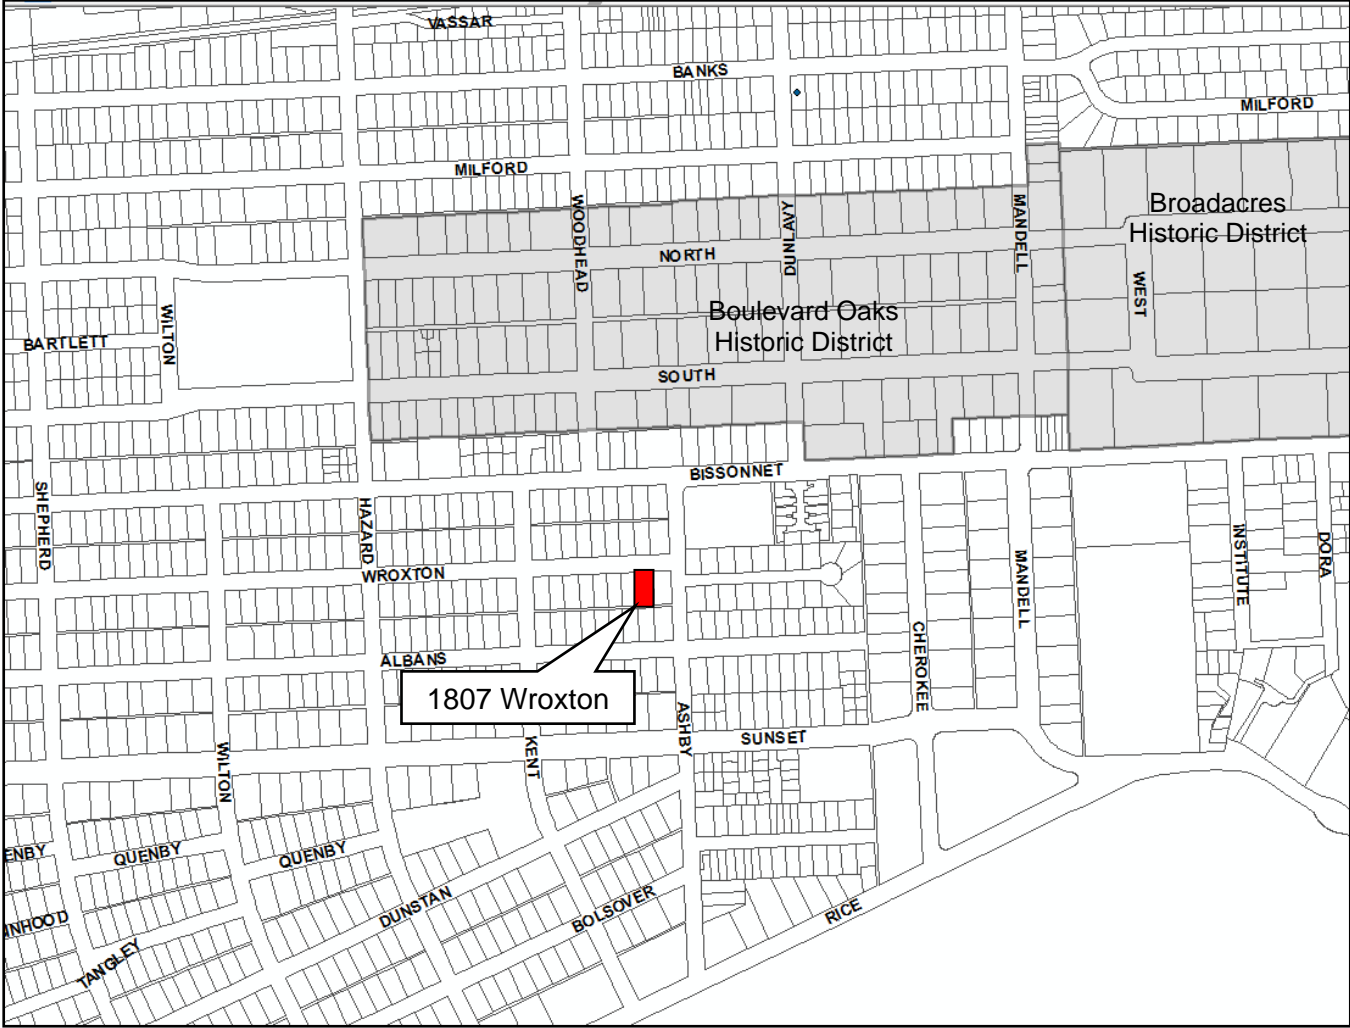 VASSAR
BANKS
MILFORD
MILFORD
WOODHEAD
DUNLAVY
MANDELL
Broadacres
Historic District
NORTH
WEST
WILTON
BARTLETT
Boulevard Oaks
Historic District
SOUTH
BISSONNET
SHEPHERD
HAZARD
WROXTON
MANDELL
INSTITUTE
DORA
CHEROKEE
ALBANS
1807 Wroxton
ASHBY
SUNSET
KENT
WILTON
ENBY
QUENBY
QUENBY
DUNSTAN
BOLSOVER
RICE
INHOOD
TANGLEY